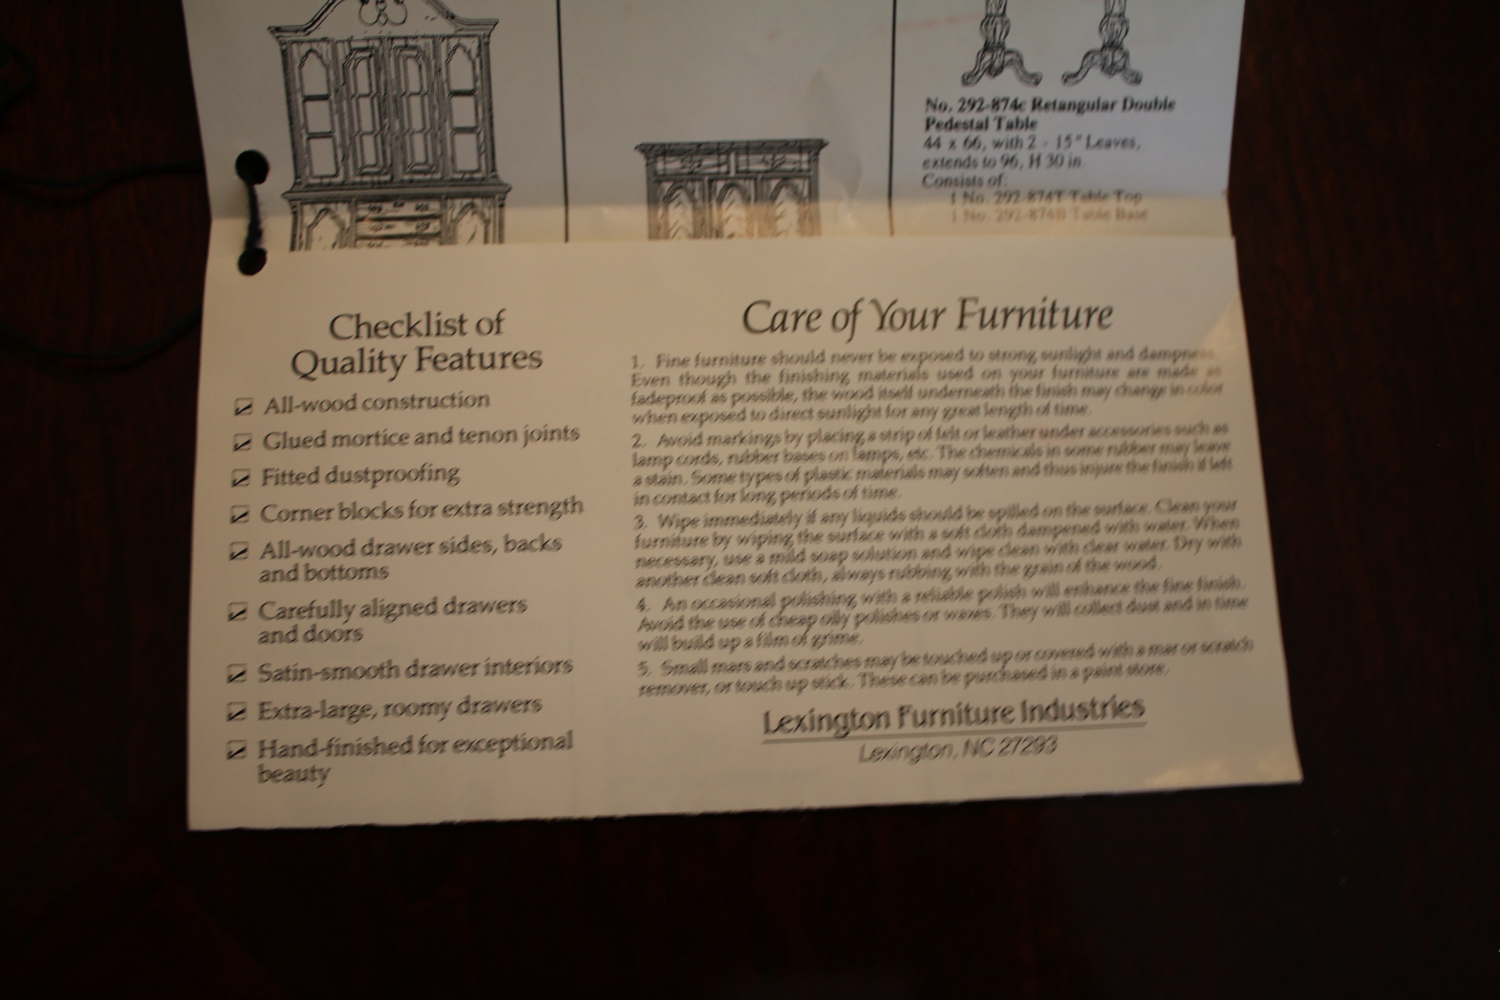 No. 292-874c Retangular Double
Pedestal Table
44 x 66, with 2 - 15" Leaves,
extends to 96, H 30 in.
Consists of:
1 No. 292-874T Table Top
1 No. 292-874B Table Base
Checklist of
Quality Features
All-wood construction
Glued mortice and tenon joints
Fitted dustproofing
Corner blocks for extra strength
All-wood drawer sides, backs
and bottoms
Carefully aligned drawers
and doors
Satin-smooth drawer interiors
Extra-large, roomy drawers
Hand-finished for exceptional
beauty
Care of Your Furniture
1. Fine furniture should never be exposed to strong sunlight and dampness.
Even though the finishing materials used on your furniture are made as
fadeproof as possible, the wood itself underneath the finish may change in color
when exposed to direct sunlight for any great length of time.
2. Avoid markings by placing a strip of felt or leather under accessories such as
lamp cords, rubber bases on lamps, etc. The chemicals in some rubber may leave
a stain. Some types of plastic materials may soften and thus injure the finish if left
in contact for long periods of time.
3. Wipe immediately if any liquids should be spilled on the surface. Clean your
furniture by wiping the surface with a soft cloth dampened with water. When
necessary, use a mild soap solution and wipe clean with clear water. Dry with
another clean soft cloth, always rubbing with the grain of the wood.
4. An occasional polishing with a reliable polish will enhance the fine finish.
Avoid the use of cheap oily polishes or waxes. They will collect dust and in time
will build up a film of grime.
5. Small mars and scratches may be touched up or covered with a mar or scratch
remover, or touch up stick. These can be purchased in a paint store.
Lexington Furniture Industries
Lexington, NC 27293